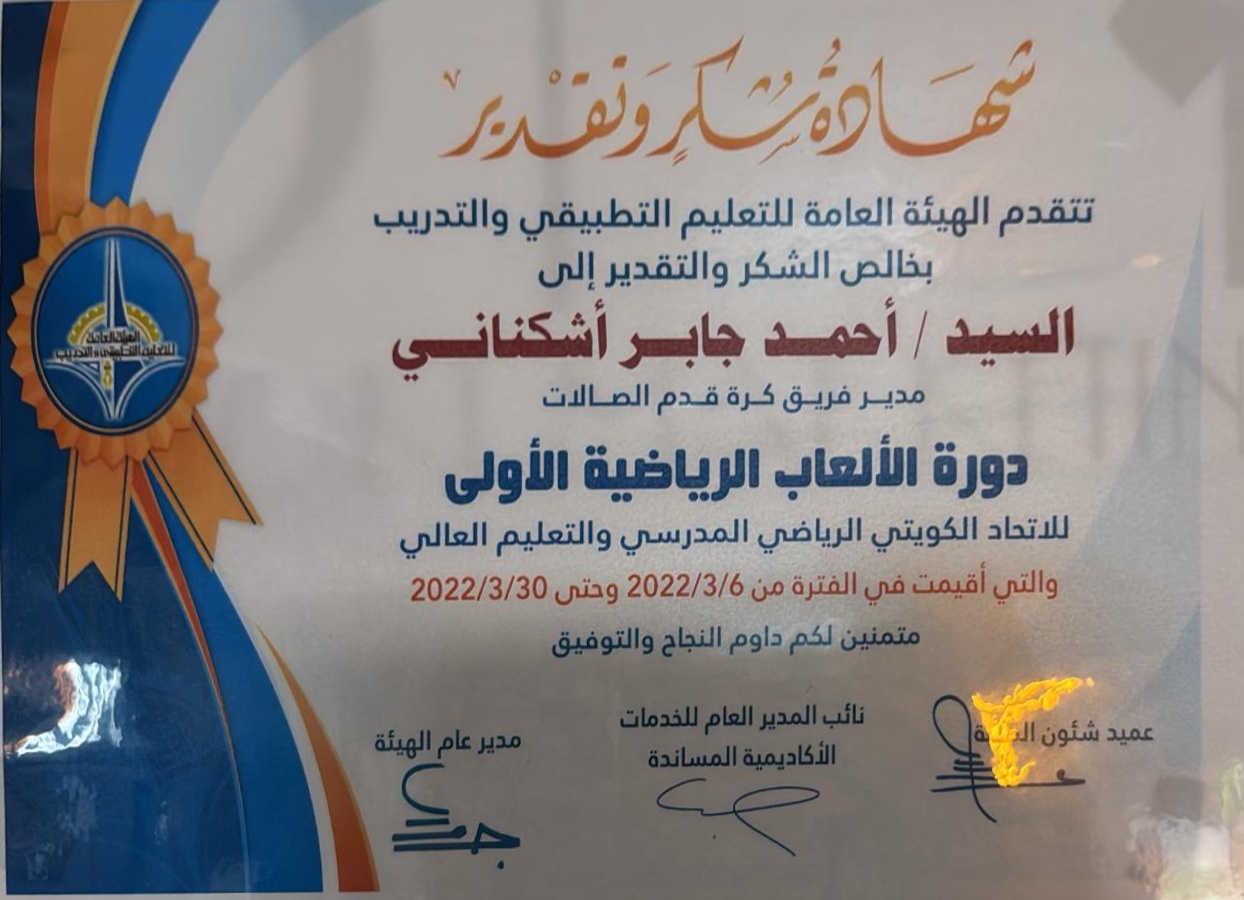 شهادة شكر وتقدير
تتقدم الهيئة العامة للتعليم التطبيقي والتدريب
بخالص الشكر والتقدير إلى
السيد / أحمد جابر أشكناني
مدير فريق كرة قدم الصالات
دورة الألعاب الرياضية الأولى
للاتحاد الكويتي الرياضي المدرسي والتعليم العالي
والتي أقيمت في الفترة من 2022/3/6 وحتى 2022/3/30
متمنين لكم داوم النجاح والتوفيق
عميد شئون
نائب المدير العام للخدمات
الأكاديمية المساندة
مدير عام الهيئة
الهيئة العامة
للتعليم التطبيقي والتدريب